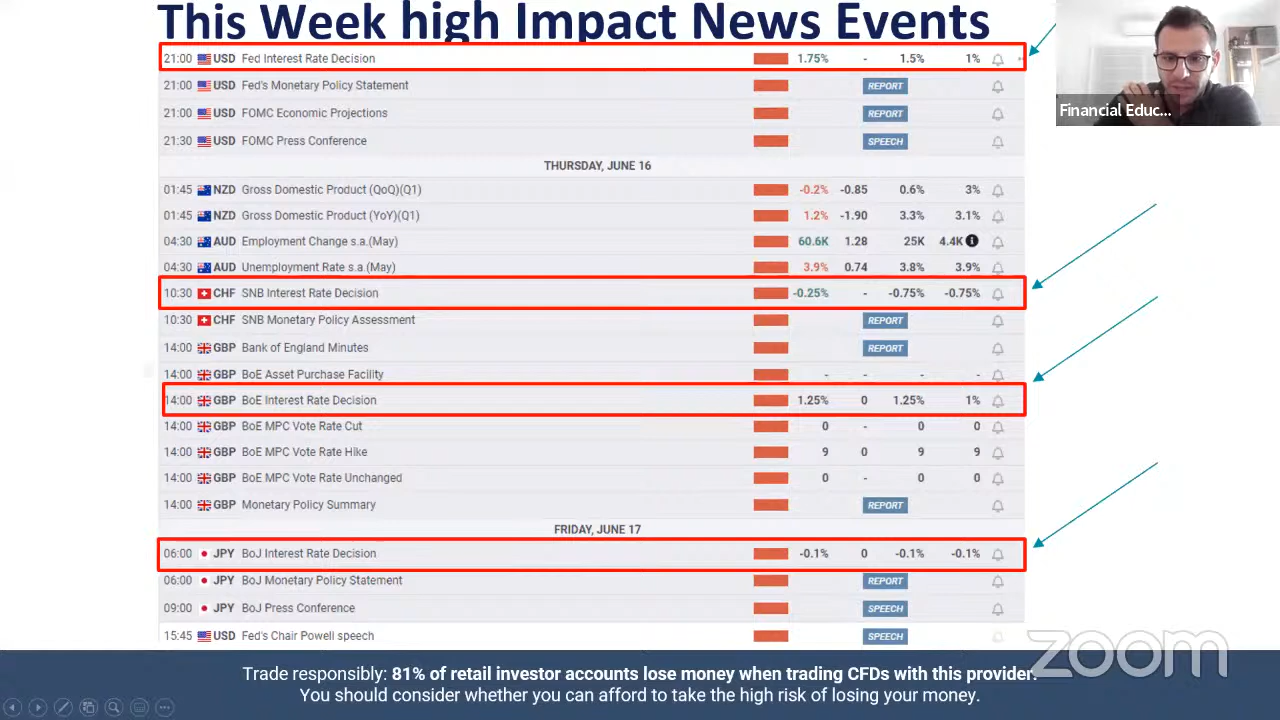 This Week high Impact News Events
21:00 USD Fed Interest Rate Decision 1.75% - 1.5% 1%
21:00 USD Fed's Monetary Policy Statement REPORT
21:00 USD FOMC Economic Projections REPORT
21:30 USD FOMC Press Conference SPEECH
THURSDAY, JUNE 16
01:45 NZD Gross Domestic Product (QoQ)(Q1) -0.2% -0.85 0.6% 3%
01:45 NZD Gross Domestic Product (YoY)(Q1) 1.2% -1.90 3.3% 3.1%
04:30 AUD Employment Change s.a.(May) 60.6K 1.28 25K 4.4K
04:30 AUD Unemployment Rate s.a.(May) 3.9% 0.74 3.8% 3.9%
10:30 CHF SNB Interest Rate Decision -0.25% - -0.75% -0.75%
10:30 CHF SNB Monetary Policy Assessment REPORT
14:00 GBP Bank of England Minutes REPORT
14:00 GBP BoE Asset Purchase Facility - - - -
14:00 GBP BoE Interest Rate Decision 1.25% 0 1.25% 1%
14:00 GBP BoE MPC Vote Rate Cut 0 - 0 0
14:00 GBP BoE MPC Vote Rate Hike 9 0 9 9
14:00 GBP BoE MPC Vote Rate Unchanged 0 - 0 0
14:00 GBP Monetary Policy Summary REPORT
FRIDAY, JUNE 17
06:00 JPY BoJ Interest Rate Decision -0.1% 0 -0.1% -0.1%
06:00 JPY BoJ Monetary Policy Statement REPORT
09:00 JPY BoJ Press Conference SPEECH
15:45 USD Fed's Chair Powell speech SPEECH
Financial Educ...
Trade responsibly: 81% of retail investor accounts lose money when trading CFDs with this provider.
You should consider whether you can afford to take the high risk of losing your money.
zoom